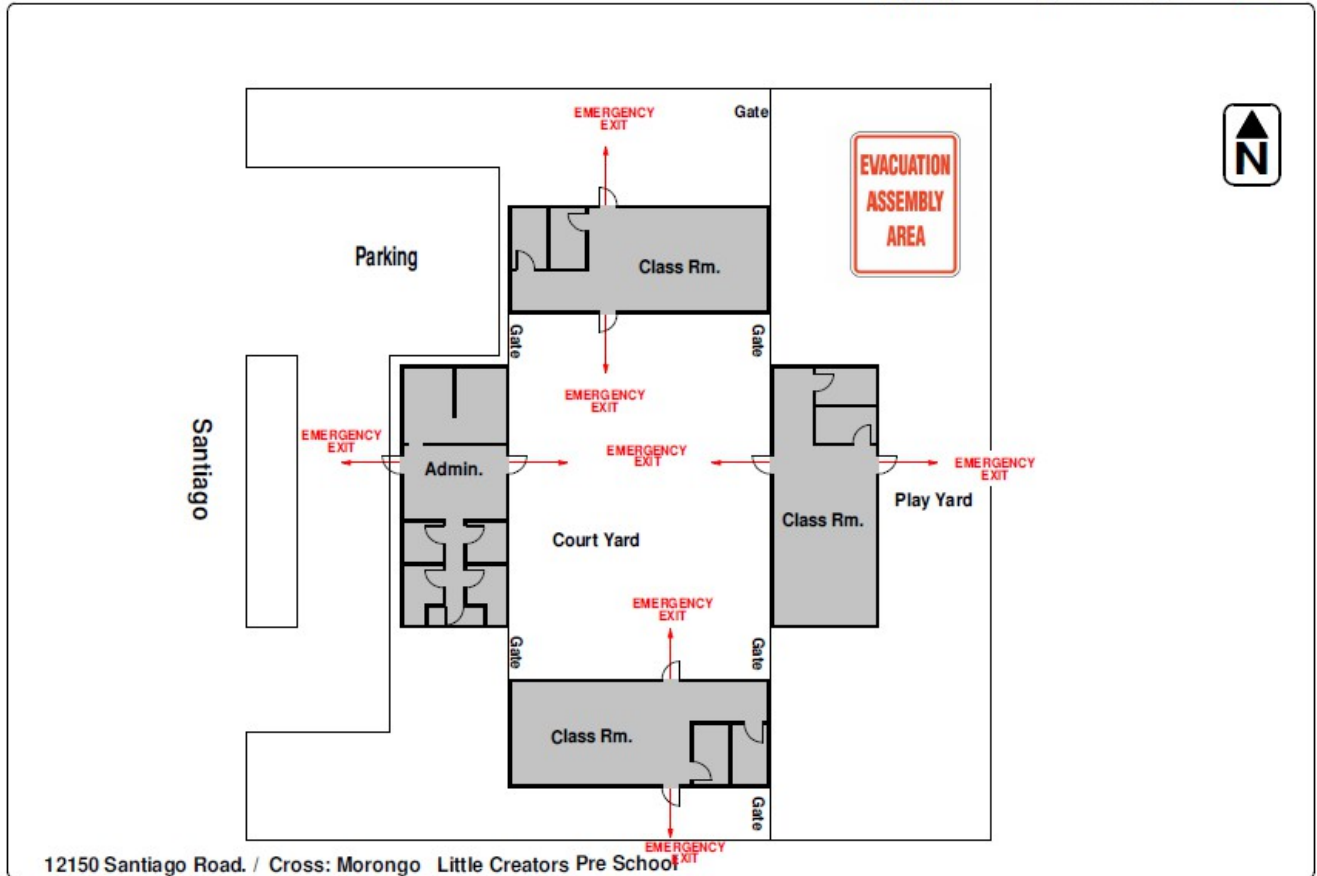 EMERGENCY
EXIT
Gate
N
EVACUATION
ASSEMBLY
AREA
Parking
Class Rm.
Gate
Gate
EMERGENCY
EXIT
Santiago
EMERGENCY
EXIT
Admin.
EMERGENCY
EXIT
EMERGENCY
EXIT
Play Yard
Class Rm.
Court Yard
EMERGENCY
EXIT
Gate
Gate
Class Rm.
Gate
EMERGENCY
EXIT
12150 Santiago Road. / Cross: Morongo Little Creators Pre School